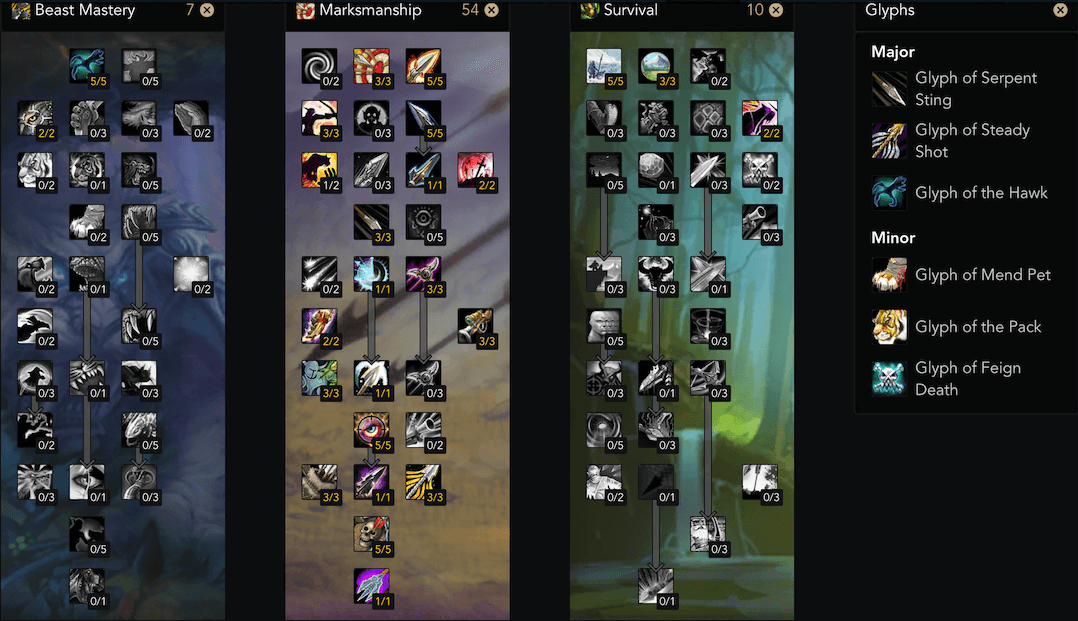 Beast Mastery 7
5/5 0/5
2/2 0/3 0/3 0/2
0/2 0/1 0/5
0/2 0/5
0/2 0/1 0/2
0/2 0/5
0/3 0/1 0/3
0/2 0/5
0/3 0/1 0/3
0/5
0/1
Marksmanship 54
0/2 3/3 5/5
3/3 0/3 5/5
1/2 0/3 1/1 2/2
3/3 0/5
0/2 1/1 3/3
2/2 3/3
3/3 1/1 0/3
5/5 0/2
3/3 1/1 3/3
5/5
1/1
Survival 10
5/5 3/3 0/2
0/3 0/3 0/3 2/2
0/5 0/1 0/3 0/2
0/3 0/3
0/3 0/3 0/1
0/5 0/3
0/3 0/1 0/3
0/5 0/3
0/2 0/1 0/3
0/3
0/1
Glyphs
Major
Glyph of Serpent
Sting
Glyph of Steady
Shot
Glyph of the Hawk
Minor
Glyph of Mend Pet
Glyph of the Pack
Glyph of Feign
Death